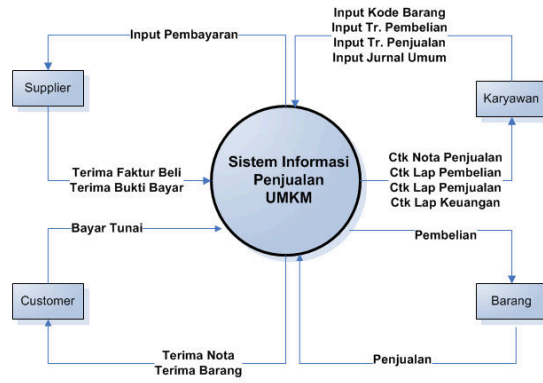 Input Pembayaran
Input Kode Barang
Input Tr. Pembelian
Input Tr. Penjualan
Input Jurnal Umum
Supplier
Karyawan
Sistem Informasi
Penjualan
UMKM
Terima Faktur Beli
Terima Bukti Bayar
Ctk Nota Penjualan
Ctk Lap Pembelian
Ctk Lap Pemjualan
Ctk Lap Keuangan
Bayar Tunai
Pembelian
Customer
Barang
Terima Nota
Terima Barang
Penjualan